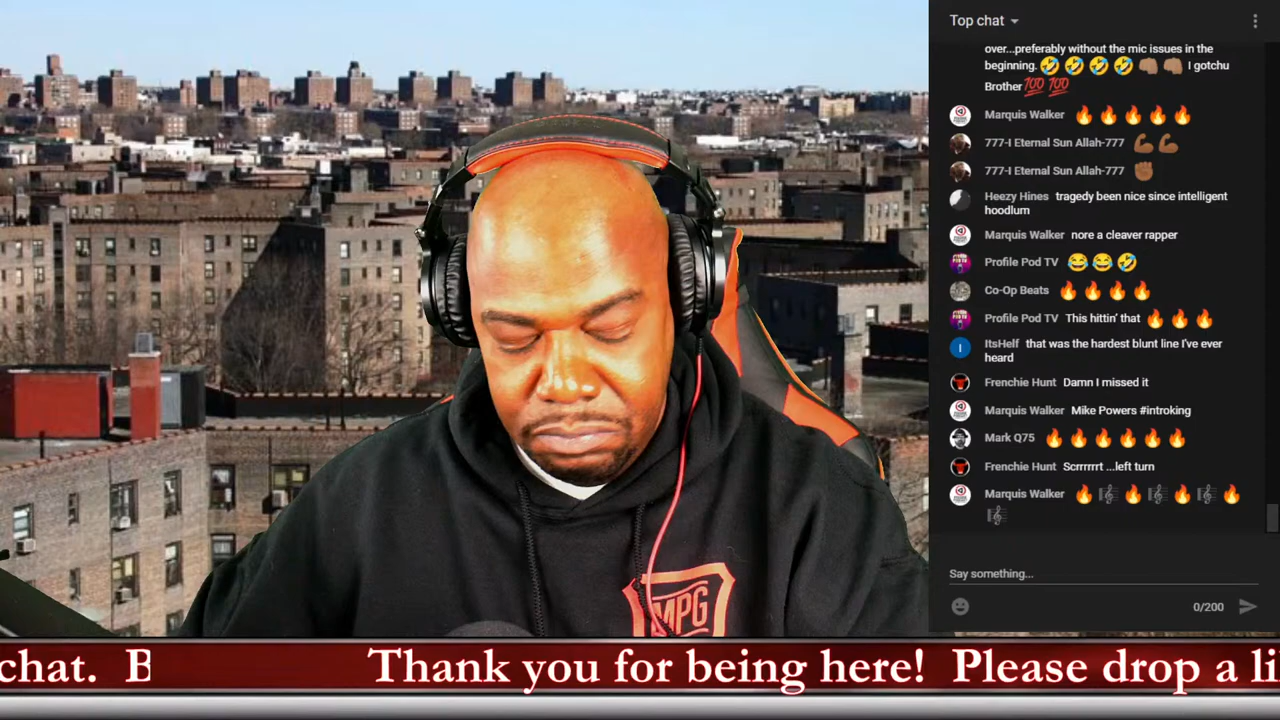 Top chat
over...preferably without the mic issues in the
beginning. 🤣 🤣 🤣 🤣 👊🏽 👊🏽 I gotchu
Brother 💯 💯
Marquis Walker 🔥 🔥 🔥 🔥 🔥
777-I Eternal Sun Allah-777 💪🏾 💪🏾
777-I Eternal Sun Allah-777 ✊🏾
Heezy Hines tragedy been nice since intelligent
hoodlum
Marquis Walker nore a cleaver rapper
Profile Pod TV 😂 😂 🤣
Co-Op Beats 🔥 🔥 🔥 🔥
Profile Pod TV This hittin' that 🔥 🔥 🔥
I
ItsHelf that was the hardest blunt line I've ever
heard
Frenchie Hunt Damn I missed it
Marquis Walker Mike Powers #introking
Mark Q75 🔥 🔥 🔥 🔥 🔥 🔥
Frenchie Hunt Scrrrrrrt ...left turn
Marquis Walker 🔥 🎼 🔥 🎼 🔥 🎼 🔥
🎼
Say something...
0/200
MPG
chat. B Thank you for being here! Please drop a li